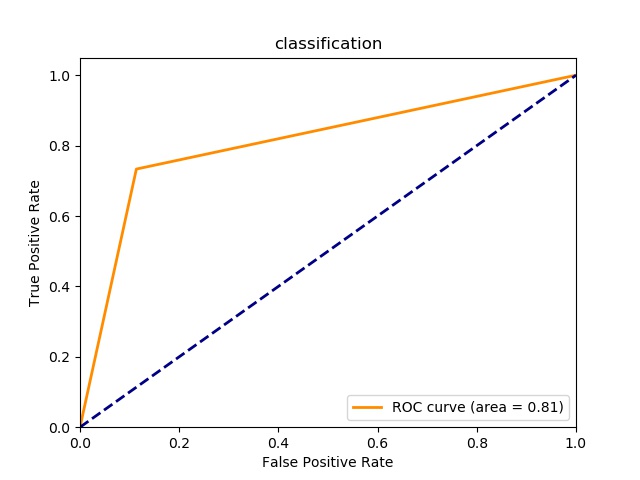 classification
1.0
0.8
0.6
0.4
0.2
0.0
True Positive Rate
ROC curve (area = 0.81)
0.0 0.2 0.4 0.6 0.8 1.0
False Positive Rate